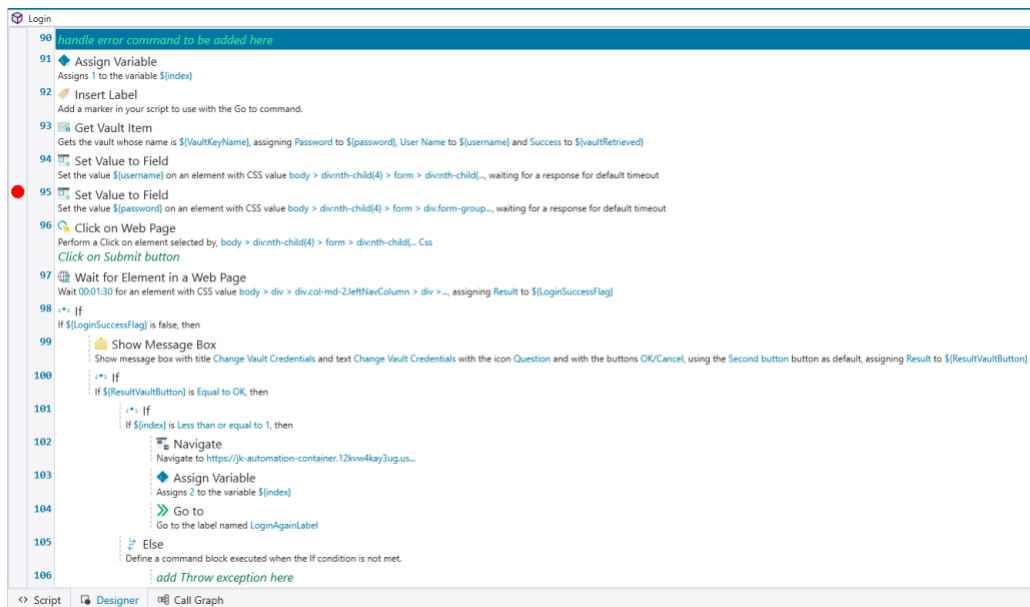 Login
90 handle error command to be added here
91 Assign Variable
Assigns 1 to the variable ${index}
92 Insert Label
Add a marker in your script to use with the Go to command.
93 Get Vault Item
Gets the vault whose name is ${VaultKeyName}, assigning Password to ${password}, User Name to ${username} and Success to ${vaultRetrieved}
94 Set Value to Field
Set the value ${username} on an element with CSS value body > div:nth-child(4) > form > div:nth-child(..., waiting for a response for default timeout
95 Set Value to Field
Set the value ${password} on an element with CSS value body > div:nth-child(4) > form > div.form-group..., waiting for a response for default timeout
96 Click on Web Page
Perform a Click on element selected by, body > div:nth-child(4) > form > div:nth-child(... Css
Click on Submit button
97 Wait for Element in a Web Page
Wait 00:01:30 for an element with CSS value body > div > div.col-md-2.leftNavColumn > div >..., assigning Result to ${LoginSuccessFlag}
98 If
If ${LoginSuccessFlag} is false, then
99 Show Message Box
Show message box with title Change Vault Credentials and text Change Vault Credentials with the icon Question and with the buttons OK/Cancel, using the Second button button as default, assigning Result to ${ResultVaultButton}
100 If
If ${ResultVaultButton} is Equal to OK, then
101 If
If ${index} is Less than or equal to 1, then
102 Navigate
Navigate to https://jk-automation-container.12kvw4kay3ug.us...
103 Assign Variable
Assigns 2 to the variable ${index}
104 Go to
Go to the label named LoginAgainLabel
105 Else
Define a command block executed when the If condition is not met.
106 add Throw exception here
Script Designer Call Graph